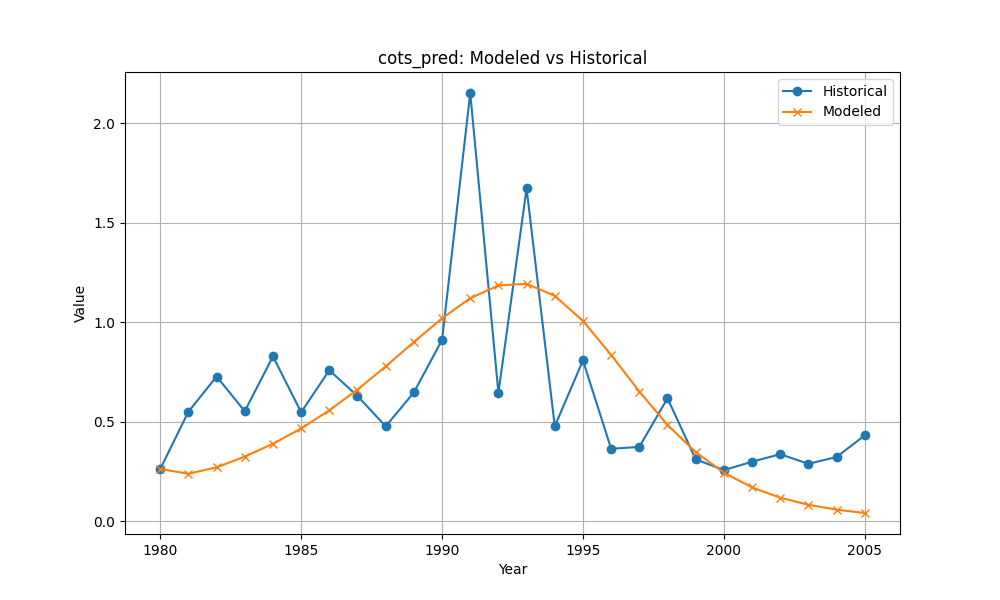 cots_pred: Modeled vs Historical
Historical
Modeled
Value
2.0
1.5
1.0
0.5
0.0
1980 1985 1990 1995 2000 2005
Year